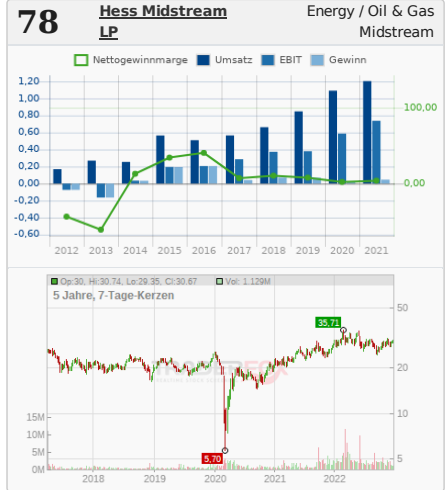 78
Hess Midstream
LP
Energy / Oil & Gas
Midstream
Nettogewinnmarge Umsatz EBIT Gewinn
1,20
1,00
0,80
0,60
0,40
0,20
0,00
-0,20
-0,40
-0,60
100,00
0,00
2012 2013 2014 2015 2016 2017 2018 2019 2020 2021
Op:30, Hi:30.74, Lo:29.35, Cl:30.67 Vol: 1.129M
5 Jahre, 7-Tage-Kerzen
35,71
50
20
10
5
15M
10M
5M
0M
5,70
2018 2019 2020 2021 2022